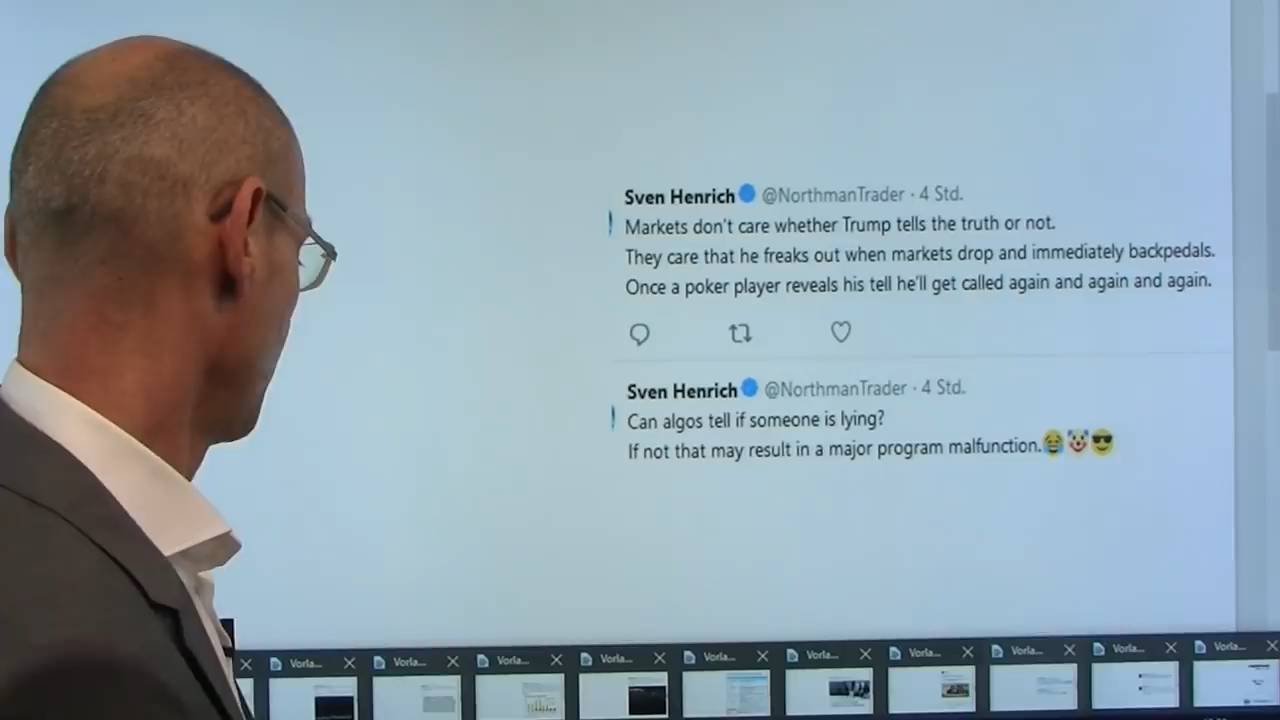 Sven Henrich @NorthmanTrader · 4 Std.
Markets don't care whether Trump tells the truth or not.
They care that he freaks out when markets drop and immediately backpedals.
Once a poker player reveals his tell he'll get called again and again and again.
Sven Henrich @NorthmanTrader · 4 Std.
Can algos tell if someone is lying?
If not that may result in a major program malfunction.😂🤡😎
Vorla... Vorla... Vorla... Vorla... Vorla... Vorla... Vorla... Vorla... Vorla... Vorla...